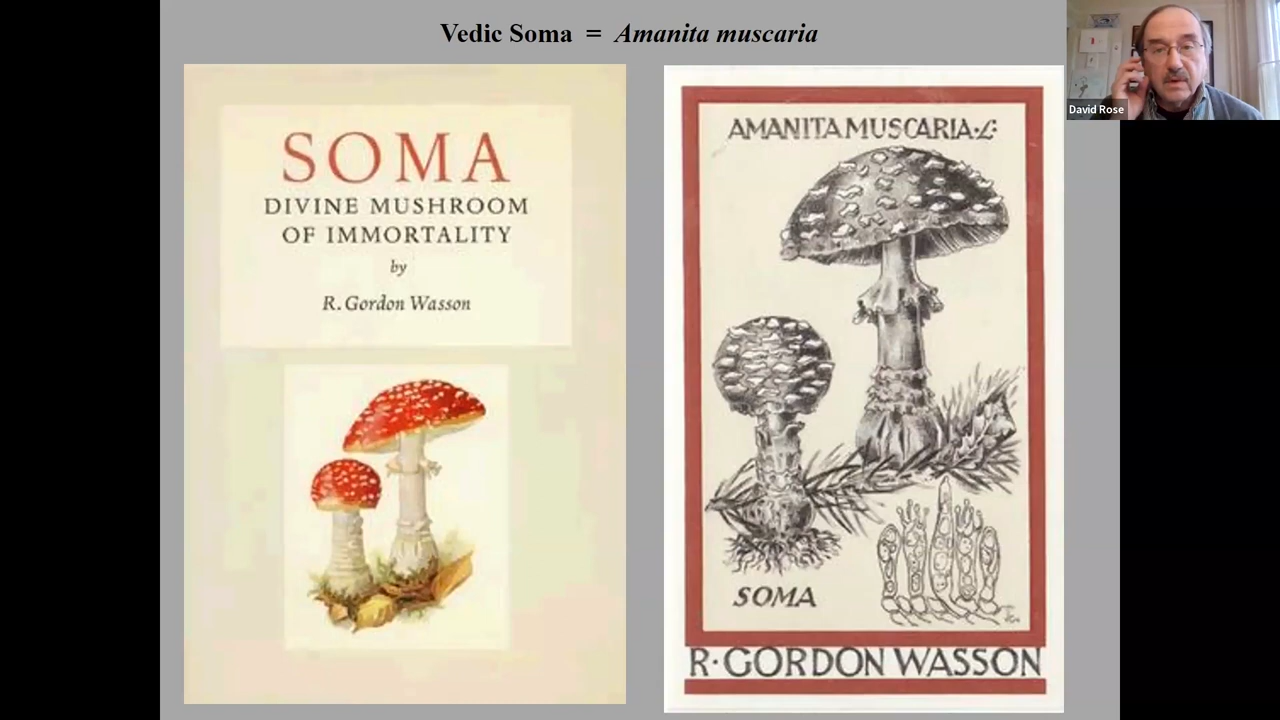 Vedic Soma = Amanita muscaria
David Rose
SOMA
DIVINE MUSHROOM
OF IMMORTALITY
by
R. Gordon Wasson
AMANITA MUSCARIA·L·
SOMA
R·GORDON WASSON